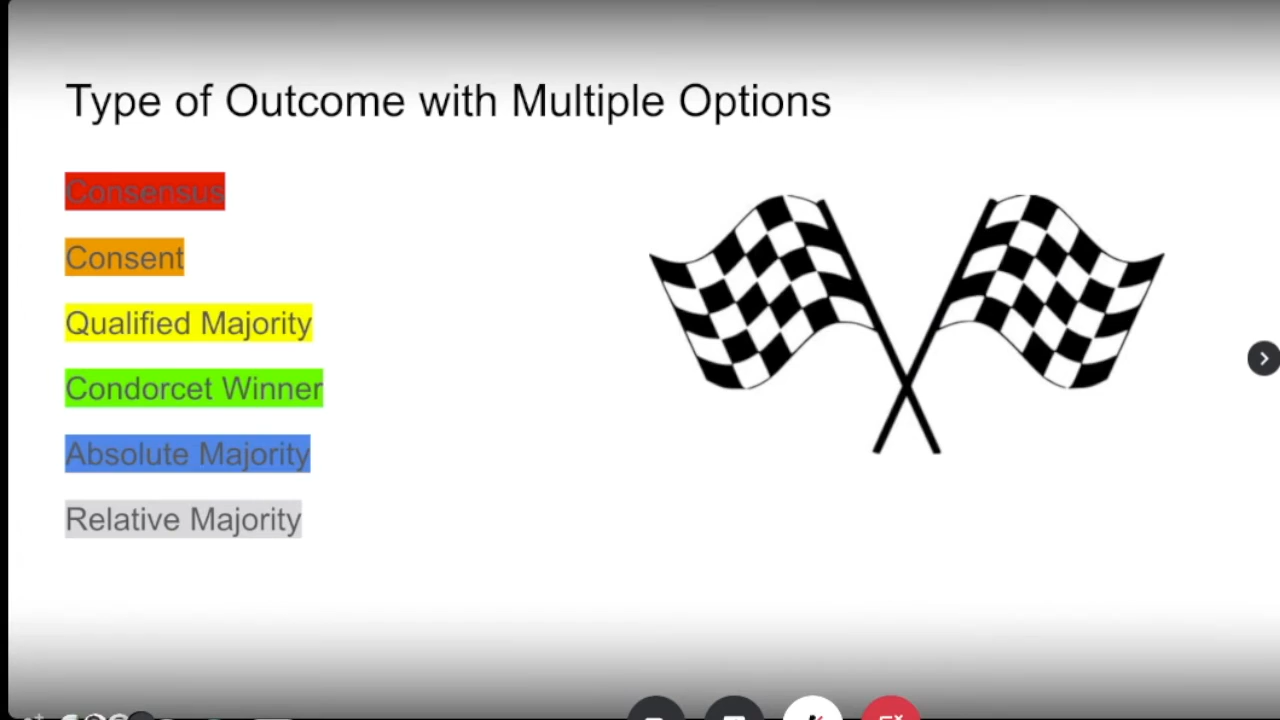 Type of Outcome with Multiple Options
Consensus
Consent
Qualified Majority
Condorcet Winner
Absolute Majority
Relative Majority